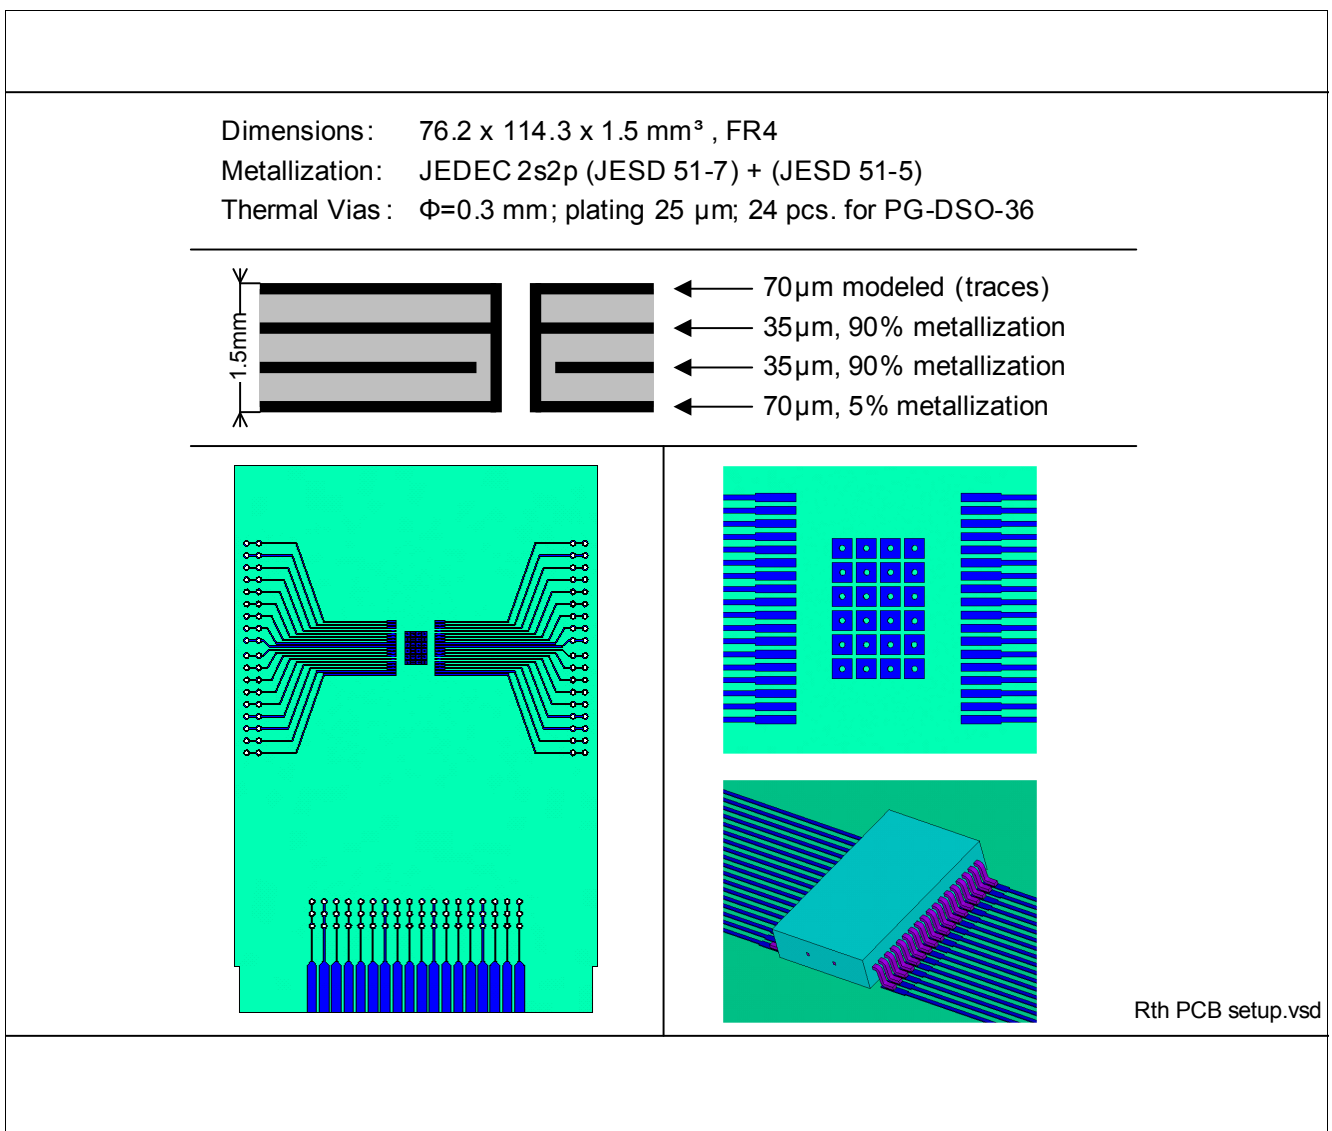 Dimensions: 76.2 x 114.3 x 1.5 mm³ , FR4
Metallization: JEDEC 2s2p (JESD 51-7) + (JESD 51-5)
Thermal Vias: Φ=0.3 mm; plating 25 µm; 24 pcs. for PG-DSO-36
1.5mm
70µm modeled (traces)
35µm, 90% metallization
35µm, 90% metallization
70µm, 5% metallization
Rth PCB setup.vsd